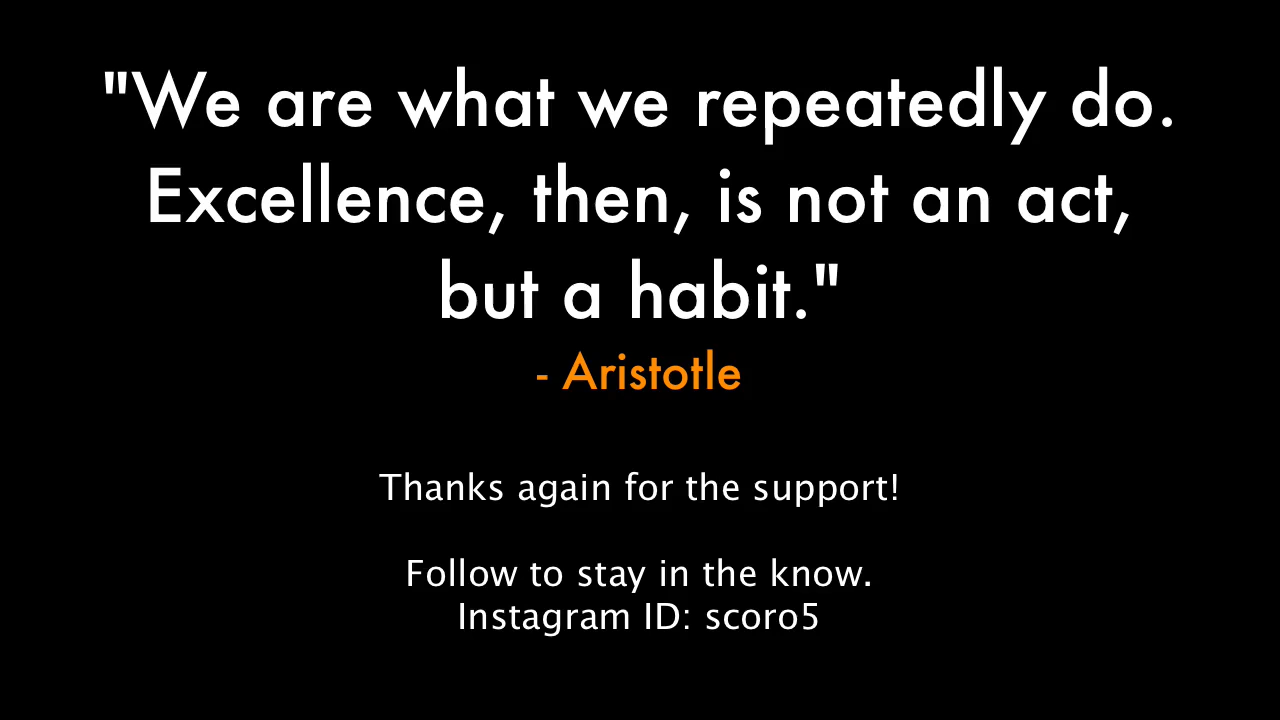 "We are what we repeatedly do.
Excellence, then, is not an act,
but a habit."
- Aristotle
Thanks again for the support!
Follow to stay in the know.
Instagram ID: scoro5